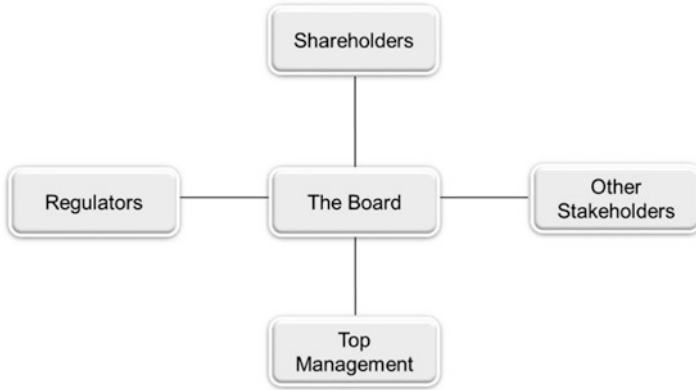 Shareholders
Regulators
The Board
Other
Stakeholders
Top
Management